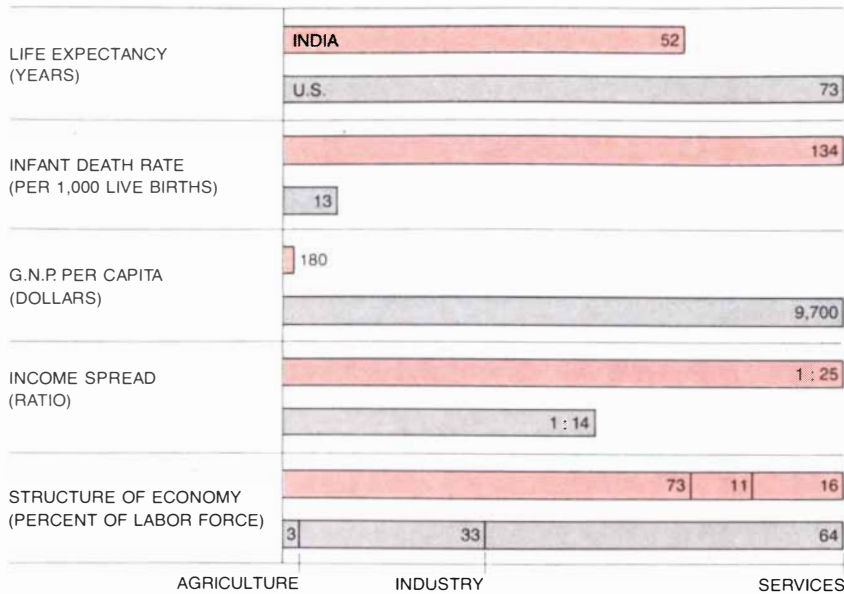 INDIA 52
LIFE EXPECTANCY
(YEARS)
U.S. 73
134
INFANT DEATH RATE
(PER 1,000 LIVE BIRTHS)
13
180
G.N.P. PER CAPITA
(DOLLARS)
9,700
1 : 25
INCOME SPREAD
(RATIO)
1 : 14
73 11 16
STRUCTURE OF ECONOMY
(PERCENT OF LABOR FORCE)
3 33 64
AGRICULTURE INDUSTRY SERVICES